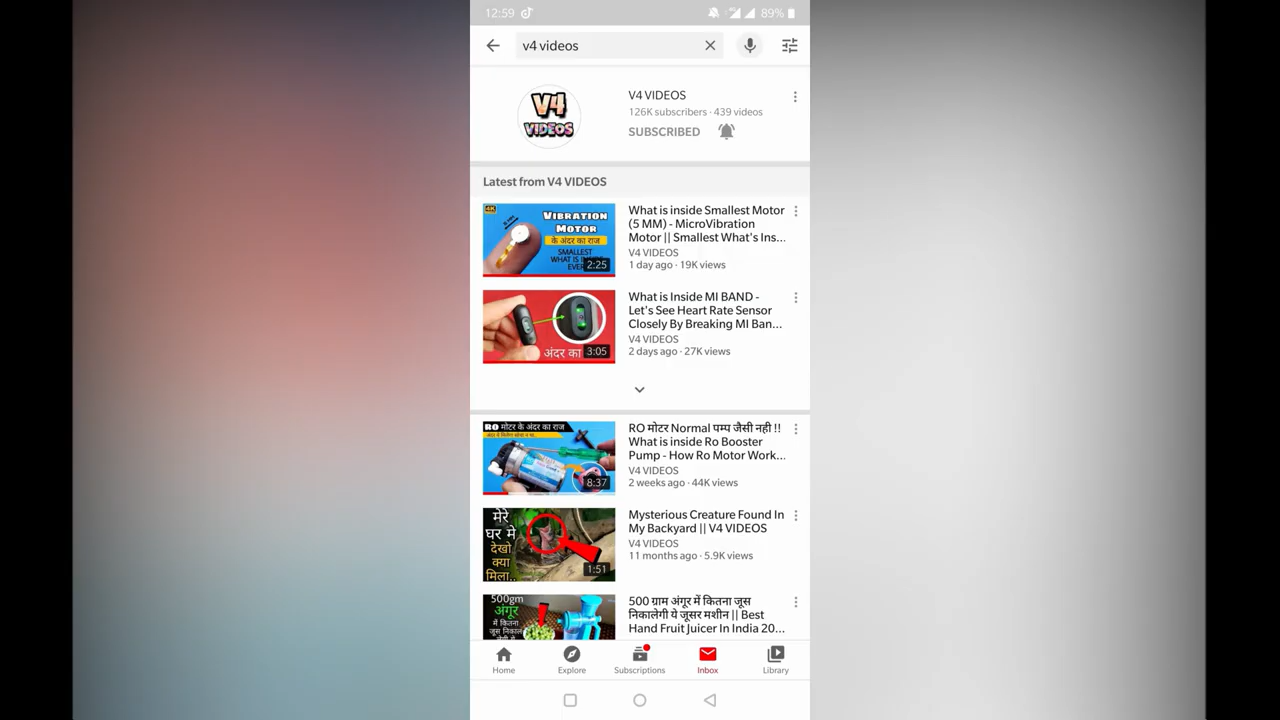 12:59
89%
v4 videos
V4
VIDEOS
V4 VIDEOS
126K subscribers · 439 videos
SUBSCRIBED
Latest from V4 VIDEOS
4K
VIBRATION
MOTOR
के अंदर का राज
SMALLEST
WHAT IS
EVER
2:25
What is inside Smallest Motor
(5 MM) - MicroVibration
Motor || Smallest What's Ins...
V4 VIDEOS
1 day ago · 19K views
अंदर का
3:05
What is Inside MI BAND -
Let's See Heart Rate Sensor
Closely By Breaking MI Ban...
V4 VIDEOS
2 days ago · 27K views
RO मोटर के अंदर का राज
8:37
RO मोटर Normal पम्प जैसी नही !!
What is inside Ro Booster
Pump - How Ro Motor Work...
V4 VIDEOS
2 weeks ago · 44K views
मेरे
घर मे
देखो
क्या
मिला..
1:51
Mysterious Creature Found In
My Backyard || V4 VIDEOS
V4 VIDEOS
11 months ago · 5.9K views
500gm
अंगूर
में कितना
जूस निकाल
500 ग्राम अंगूर में कितना जूस
निकालेगी ये जूसर मशीन || Best
Hand Fruit Juicer In India 20...
Home
Explore
Subscriptions
Inbox
Library